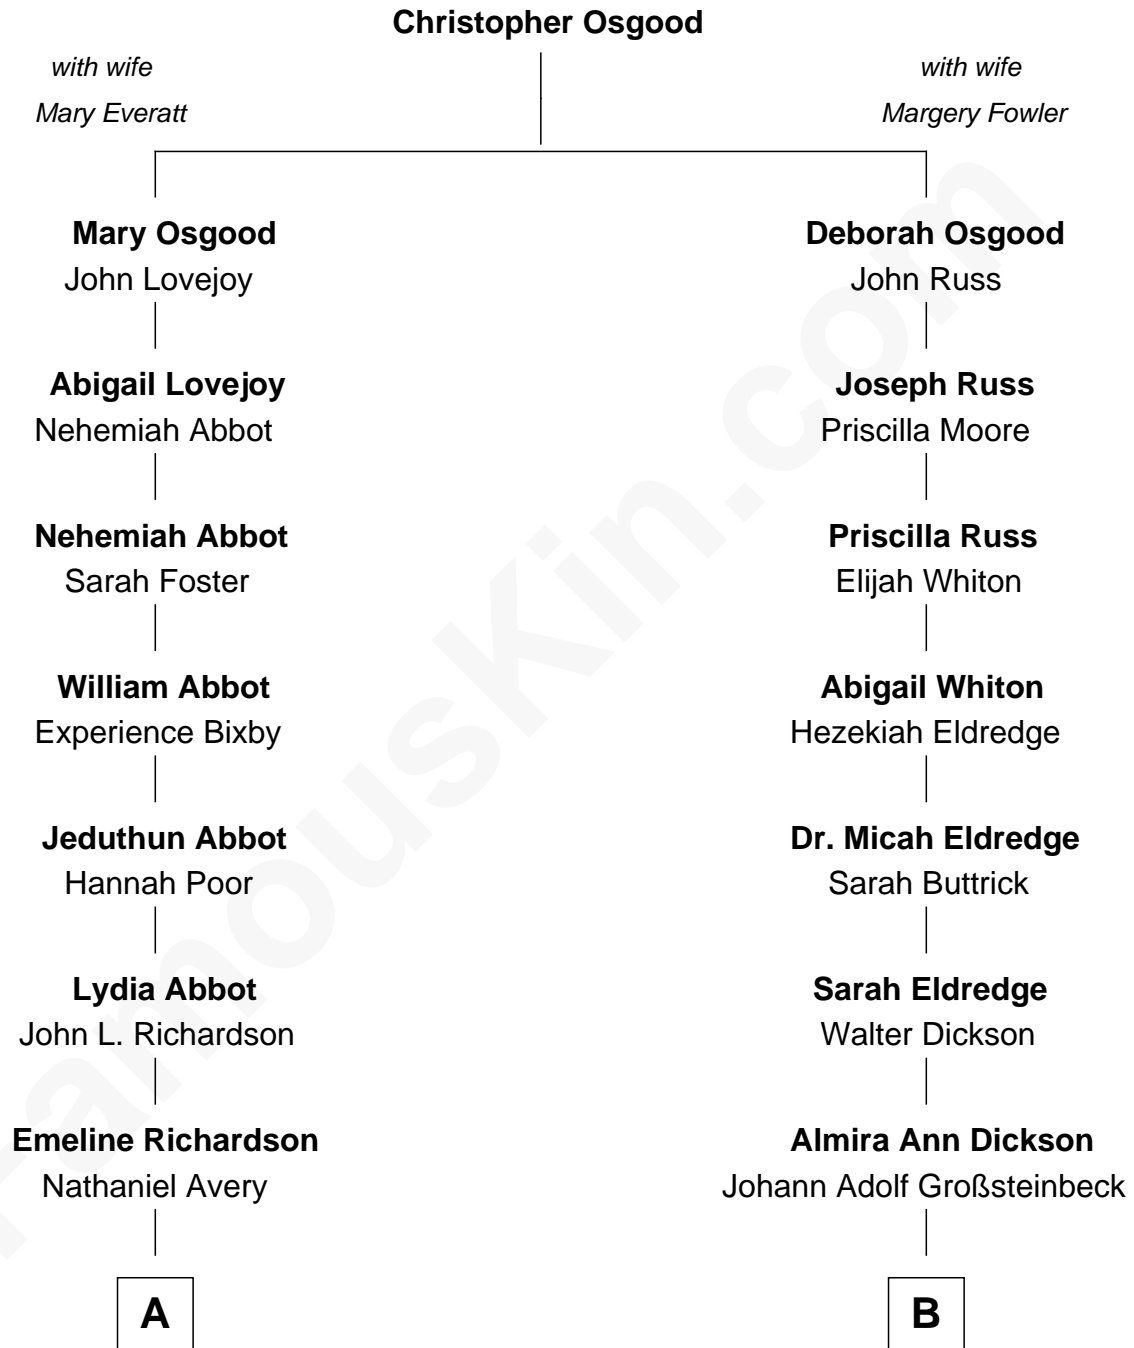 Christopher Osgood
with wife
Mary Everatt
with wife
Margery Fowler
Mary Osgood
John Lovejoy
Deborah Osgood
John Russ
Abigail Lovejoy
Nehemiah Abbot
Joseph Russ
Priscilla Moore
Nehemiah Abbot
Sarah Foster
Priscilla Russ
Elijah Whiton
William Abbot
Experience Bixby
Abigail Whiton
Hezekiah Eldredge
Jeduthun Abbot
Hannah Poor
Dr. Micah Eldredge
Sarah Buttrick
Lydia Abbot
John L. Richardson
Sarah Eldredge
Walter Dickson
Emeline Richardson
Nathaniel Avery
Almira Ann Dickson
Johann Adolf Großsteinbeck
A
B
FamousKin.com